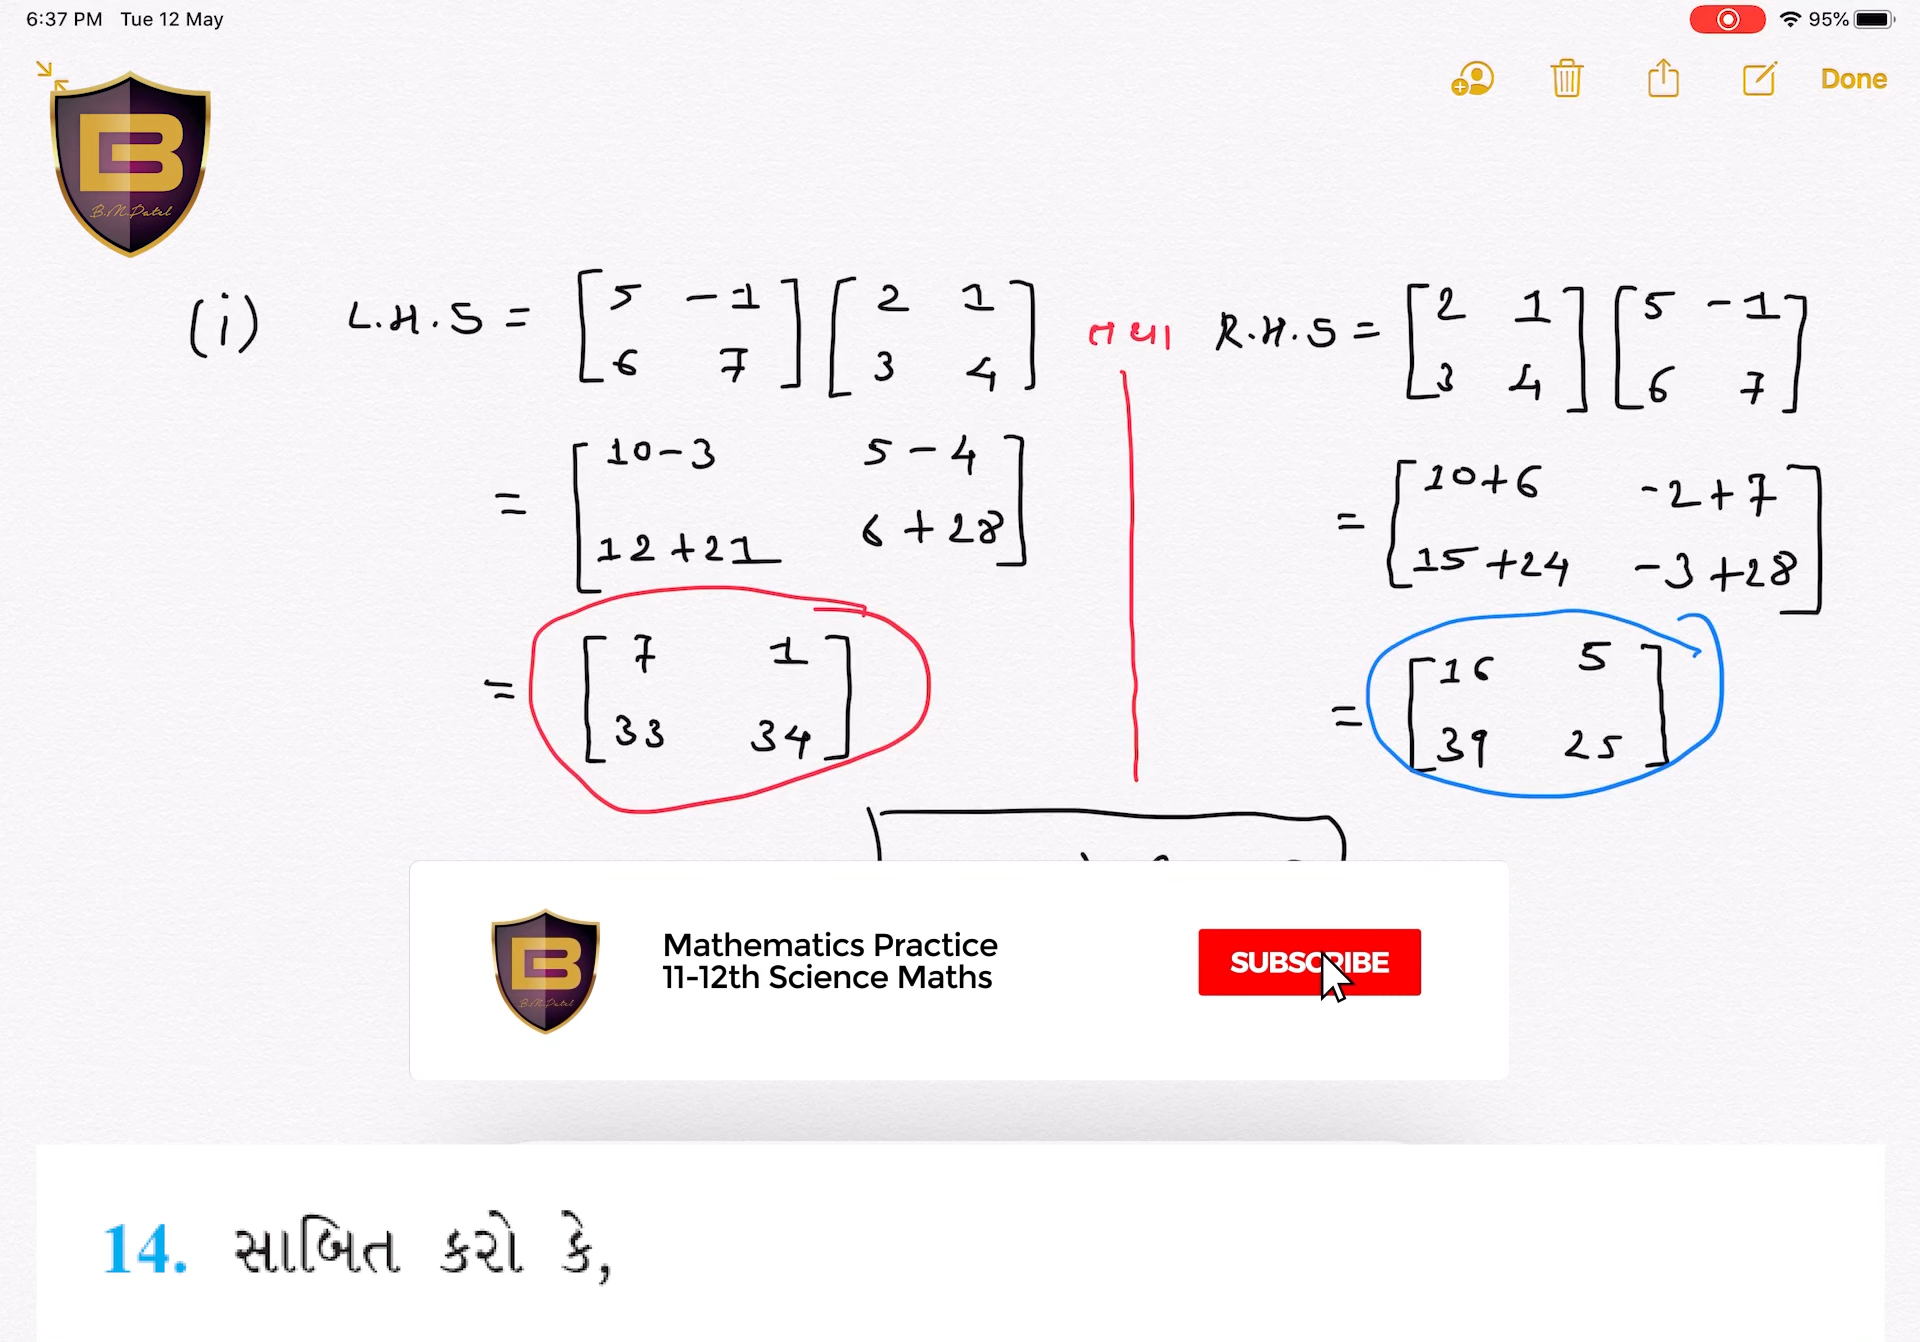 6:37 PM Tue 12 May
95%
Done
B
B.M.Patel
(i) L.H.S = [5 -1 [2 1 તથા R.H.S = [2 1 [5 -1
6 7] 3 4] 3 4] 6 7]
= [10-3 5-4 = [10+6 -2+7
12+21 6+28] 15+24 -3+28]
= [7 1 = [16 5
33 34] 39 25]
B
B.M.Patel
Mathematics Practice
11-12th Science Maths
SUBSCRIBE
14. સાબિત કરો કે,